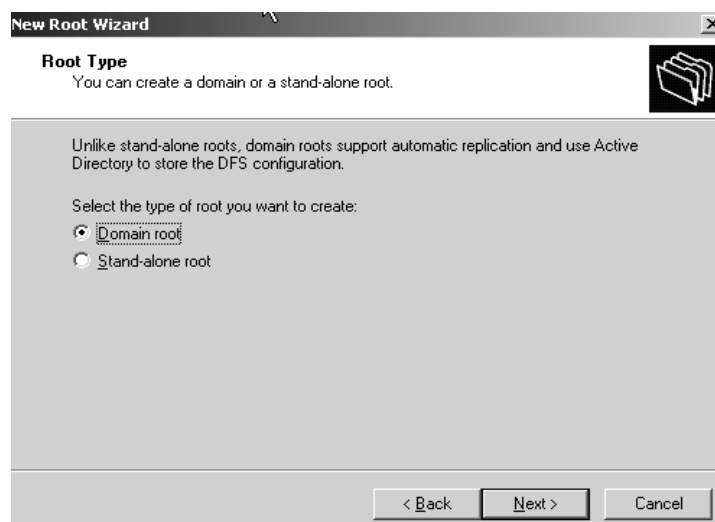 New Root Wizard
Root Type
You can create a domain or a stand-alone root.
Unlike stand-alone roots, domain roots support automatic replication and use Active
Directory to store the DFS configuration.
Select the type of root you want to create:
Domain root
Stand-alone root
< Back Next > Cancel